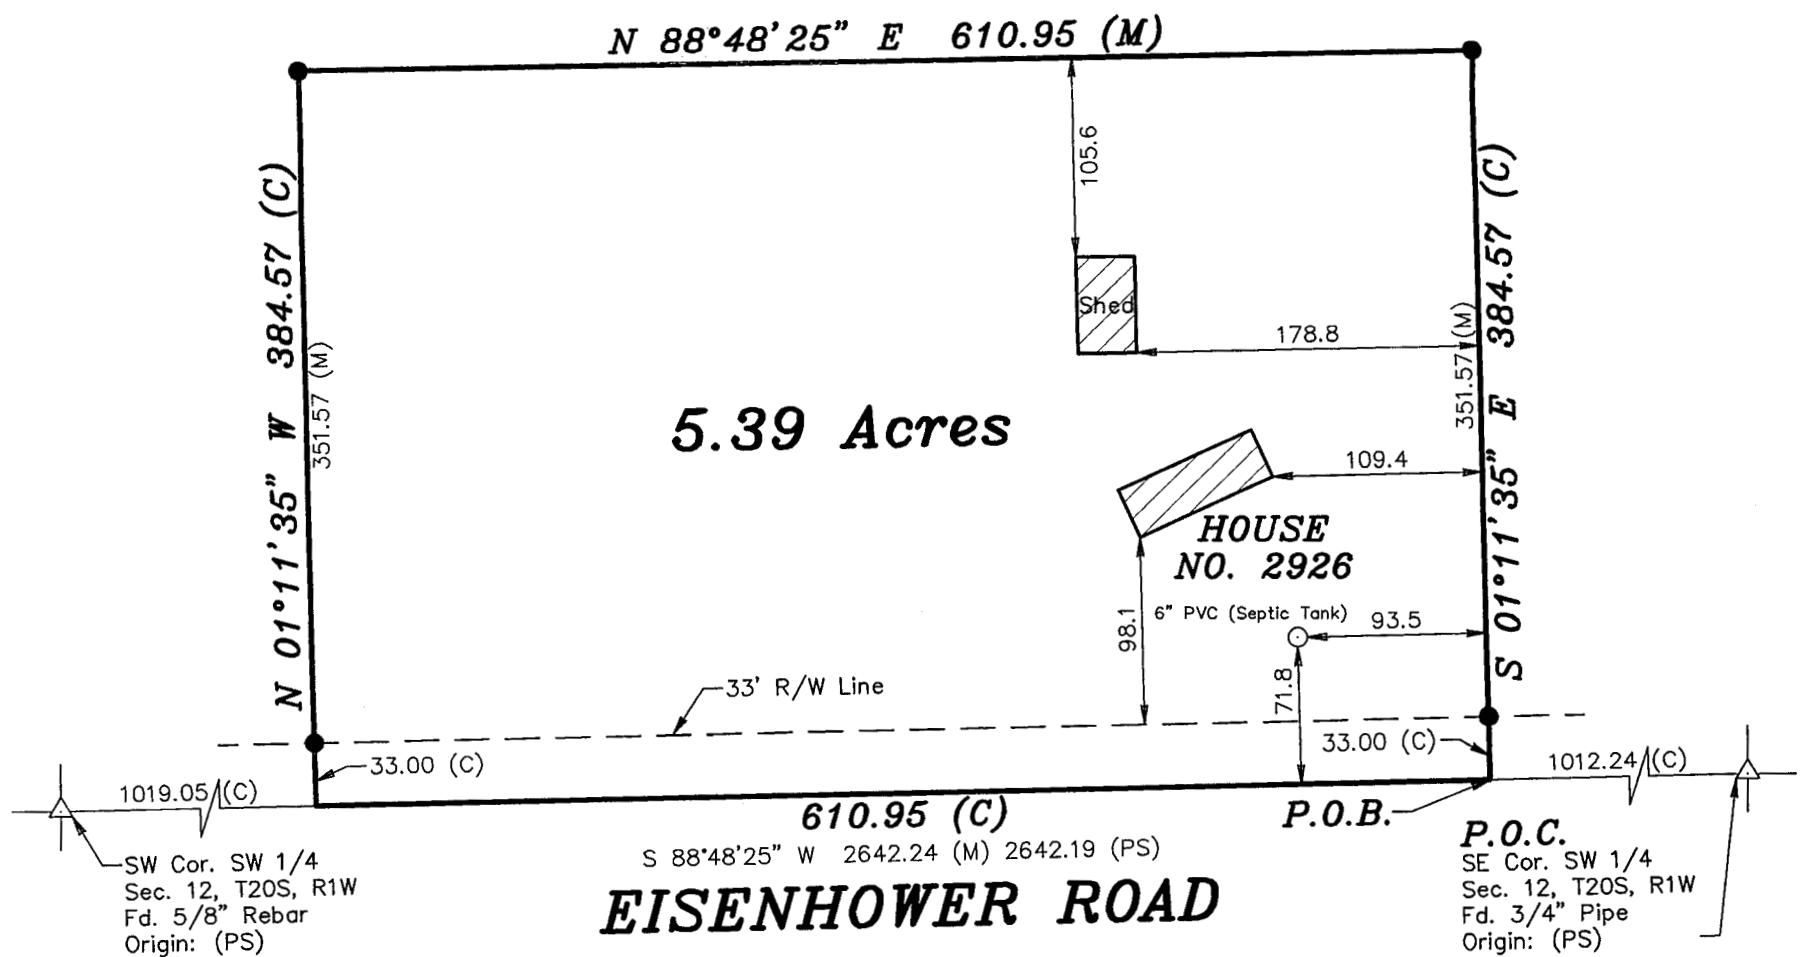 N 88°48'25" E 610.95 (M)
N 01°11'35" W 384.57 (C)
351.57 (M)
105.6
Shed
178.8
S 01°11'35" E 384.57 (C)
351.57 (M)
5.39 Acres
109.4
HOUSE
NO. 2926
98.1
6" PVC (Septic Tank)
93.5
71.8
33' R/W Line
33.00 (C)
33.00 (C)
1019.05 (C)
1012.24 (C)
610.95 (C)
P.O.B.
S 88°48'25" W 2642.24 (M) 2642.19 (PS)
EISENHOWER ROAD
SW Cor. SW 1/4
Sec. 12, T20S, R1W
Fd. 5/8" Rebar
Origin: (PS)
P.O.C.
SE Cor. SW 1/4
Sec. 12, T20S, R1W
Fd. 3/4" Pipe
Origin: (PS)